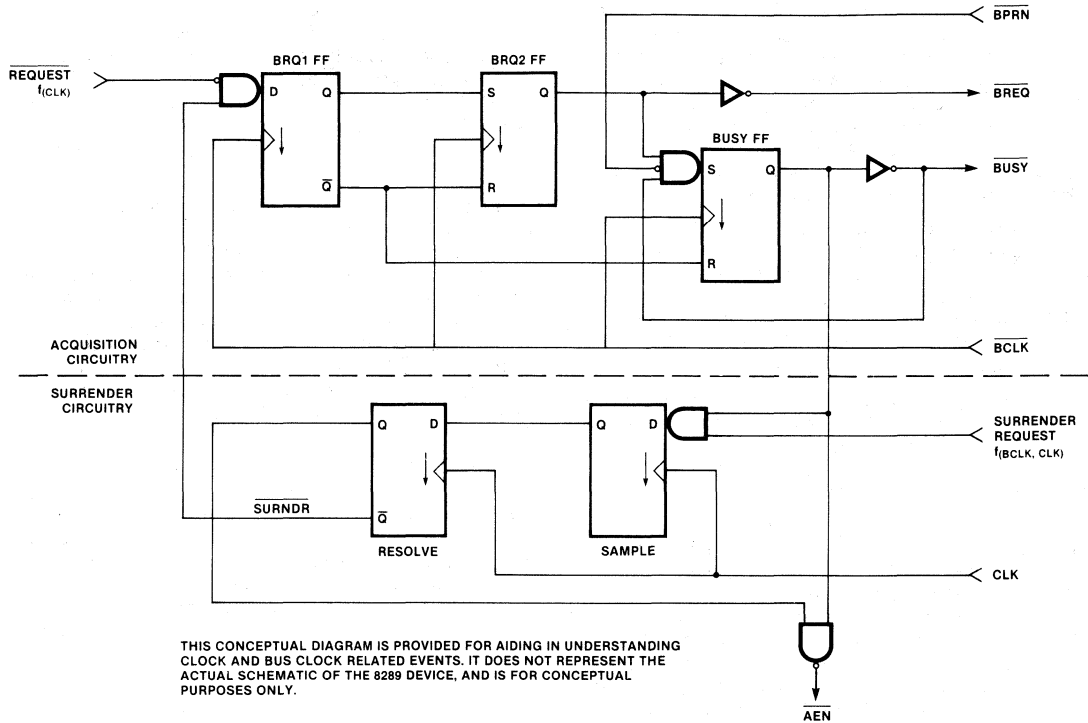 BPRN
BRQ1 FF
BRQ2 FF
REQUEST
f(CLK)
D
Q
S
Q
BREQ
BUSY FF
S
Q
BUSY
Q
R
R
ACQUISITION
CIRCUITRY
BCLK
SURRENDER
CIRCUITRY
Q
D
Q
D
SURRENDER
REQUEST
f(BCLK, CLK)
SURNDR
Q
RESOLVE
SAMPLE
CLK
THIS CONCEPTUAL DIAGRAM IS PROVIDED FOR AIDING IN UNDERSTANDING
CLOCK AND BUS CLOCK RELATED EVENTS. IT DOES NOT REPRESENT THE
ACTUAL SCHEMATIC OF THE 8289 DEVICE, AND IS FOR CONCEPTUAL
PURPOSES ONLY.
AEN